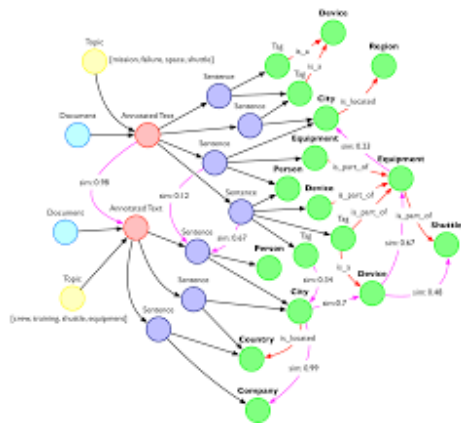 Device
Topic
[mission, failure, space, shuttle]
Tag
is_a
Region
Sentence
Tag
is_a
Document
Annotated Text
Sentence
City
is_located
Sentence
Equipment
sim: 0.33
Equipment
Person
is_part_of
sim: 0.98
sim: 0.12
Sentence
Device
is_part_of
Document
Annotated Text
sim: 0.67
Tag
is_part_of
Shuttle
Sentence
Person
Tag
is_a
sim: 0.67
Topic
[crew, training, shuttle, equipment]
Sentence
City
sim: 0.34
sim: 0.7
Device
sim: 0.48
Sentence
Country
is_located
Company
sim: 0.99